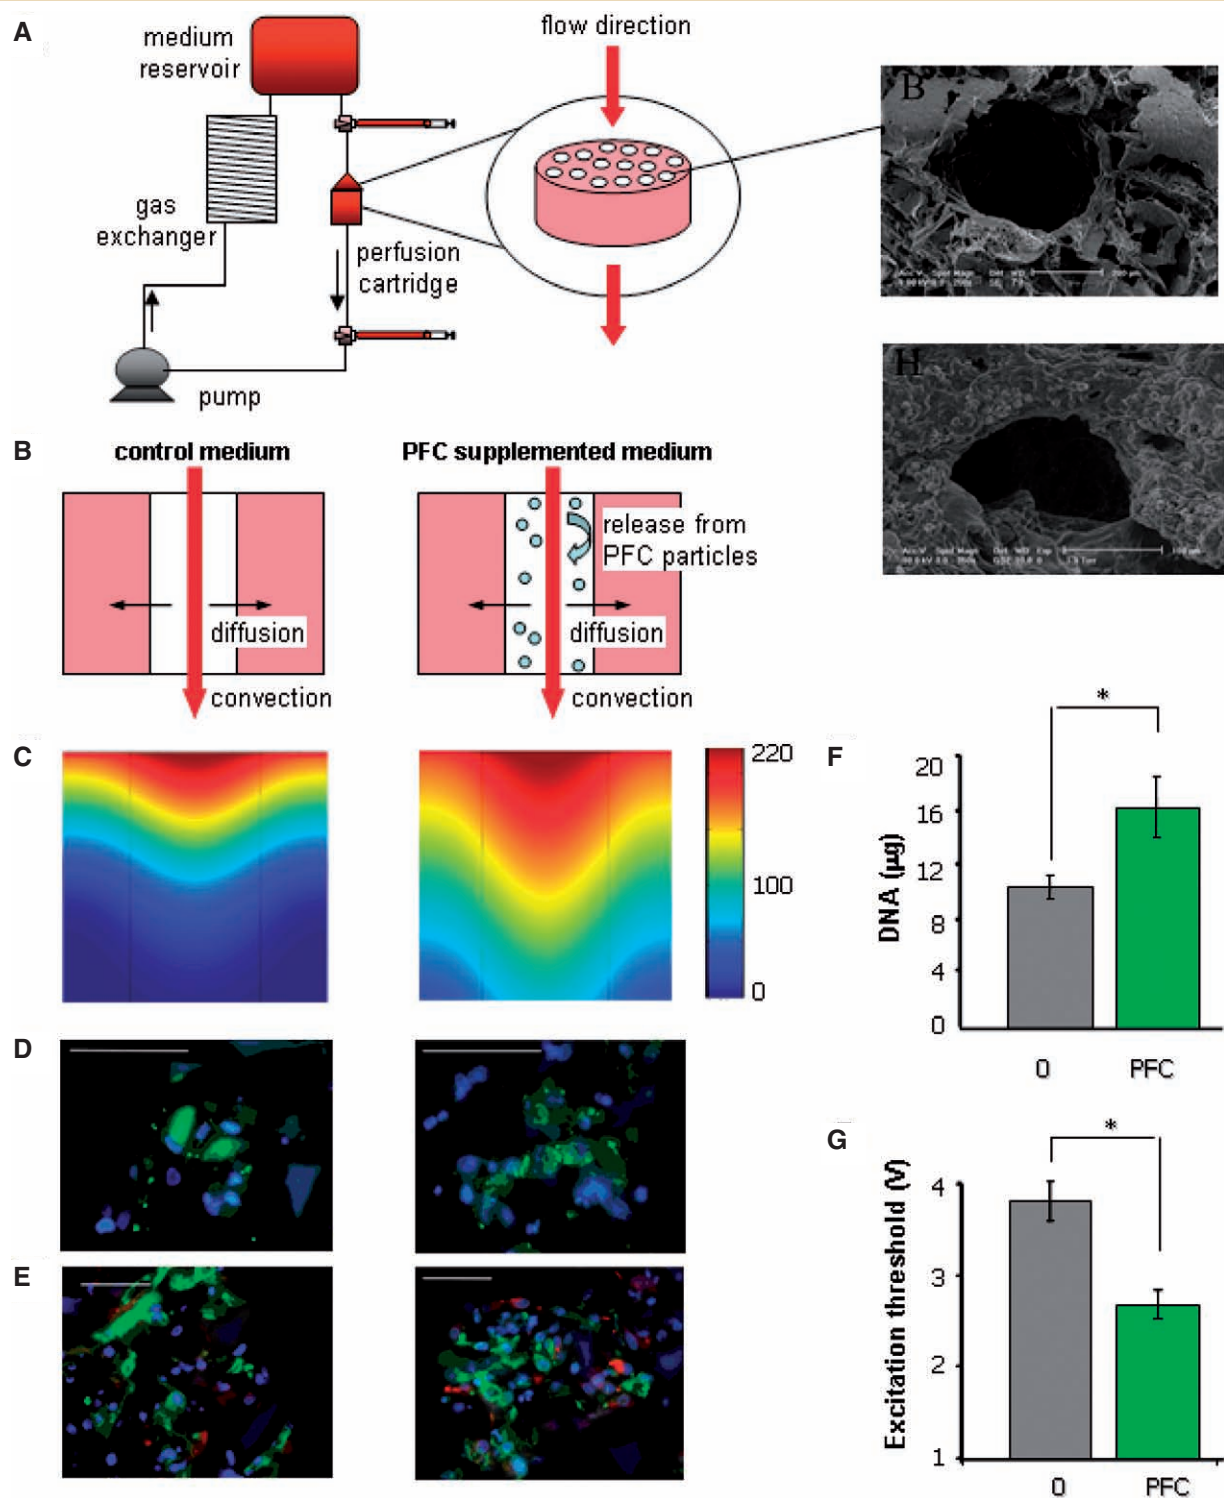 A
medium
reservoir
flow direction
B
gas
exchanger
perfusion
cartridge
pump
H
B
control medium
PFC supplemented medium
release from
PFC particles
diffusion
diffusion
convection
convection
C
220
100
0
D
E
F
*
DNA (µg)
20
16
12
8
4
0
0
PFC
G
*
Excitation threshold (V)
4
3
2
1
0
PFC